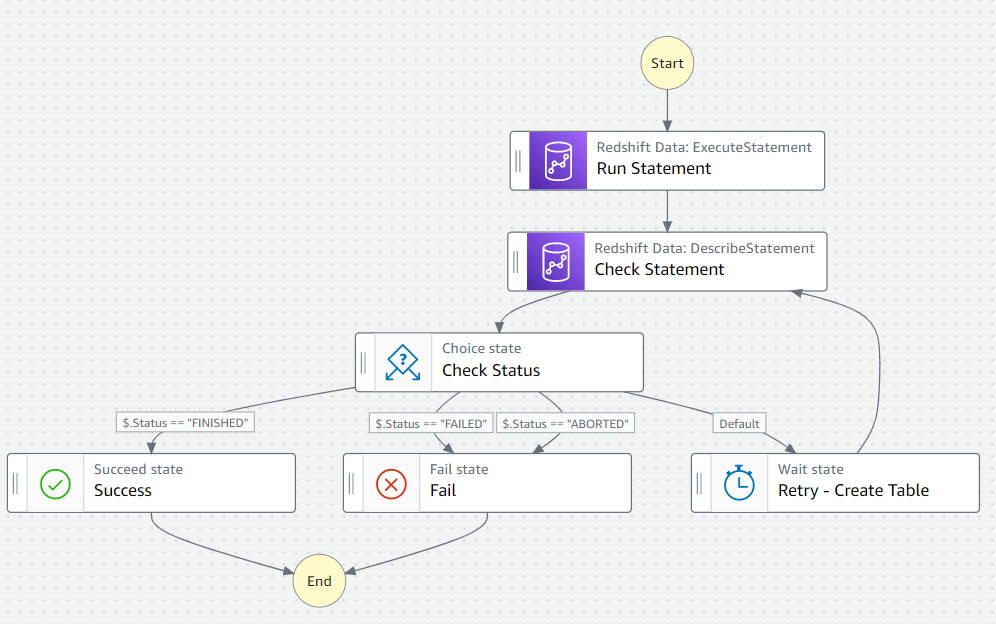 Start
Redshift Data: ExecuteStatement
Run Statement
Redshift Data: DescribeStatement
Check Statement
Choice state
Check Status
$.Status == "FINISHED"
$.Status == "FAILED"
$.Status == "ABORTED"
Default
Succeed state
Success
Fail state
Fail
Wait state
Retry - Create Table
End